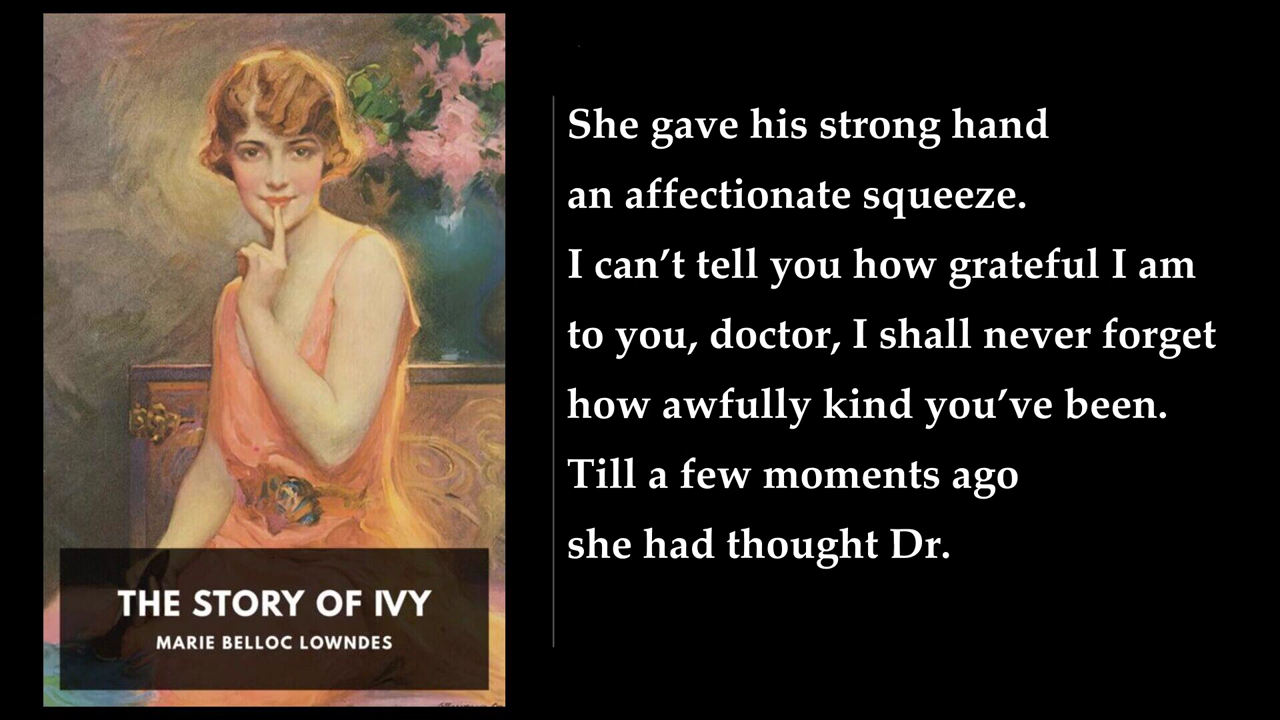 THE STORY OF IVY
MARIE BELLOC LOWNDES
She gave his strong hand
an affectionate squeeze.
I can’t tell you how grateful I am
to you, doctor, I shall never forget
how awfully kind you’ve been.
Till a few moments ago
she had thought Dr.